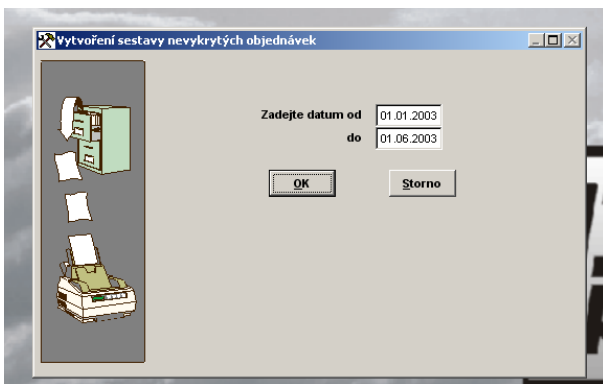 Vytvoření sestavy nevykrytých objednávek
Zadejte datum od 01.01.2003
do 01.06.2003
OK Storno